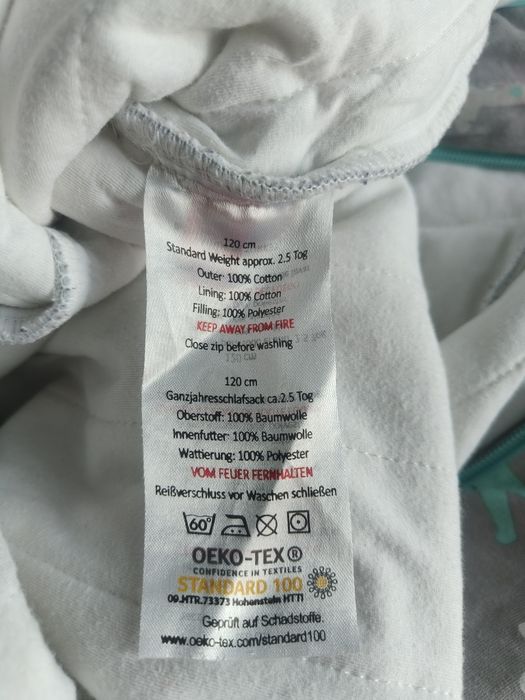 120 cm
Standard Weight approx. 2.5 Tog
Outer: 100% Cotton
Lining: 100% Cotton
Filling: 100% Polyester
KEEP AWAY FROM FIRE
Close zip before washing
120 cm
Ganzjahresschlafsack ca.2.5 Tog
Oberstoff: 100% Baumwolle
Innenfutter: 100% Baumwolle
Wattierung: 100% Polyester
VOM FEUER FERNHALTEN
Reißverschluss vor Waschen schließen
60°
OEKO-TEX®
CONFIDENCE IN TEXTILES
STANDARD 100
09.HTR.73373 Hohenstein HTTI
Geprüft auf Schadstoffe.
www.oeko-tex.com/standard100